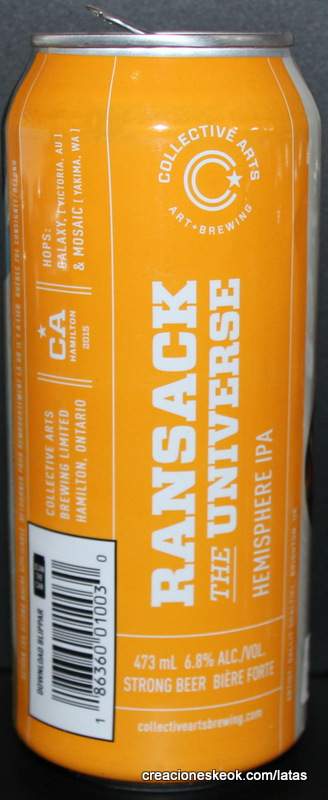 COLLECTIVE ARTS
ART+BREWING
RANSACK
THE UNIVERSE
HEMISPHERE IPA
473 mL 6.8% ALC./VOL.
STRONG BEER BIÈRE FORTE
collectiveartsbrewing.com
HOPS:
GALAXY, [VICTORIA, AU]
& MOSAIC [YAKIMA, WA]
CA
HAMILTON
2015
COLLECTIVE ARTS
BREWING LIMITED
HAMILTON, ONTARIO
DOWNLOAD BLIPPAR
1 86360 01003 0
creacioneskeok.com/latas